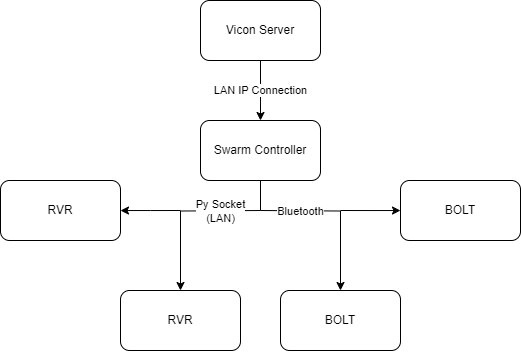 Vicon Server
LAN IP Connection
Swarm Controller
RVR
Py Socket
(LAN)
Bluetooth
BOLT
RVR
BOLT